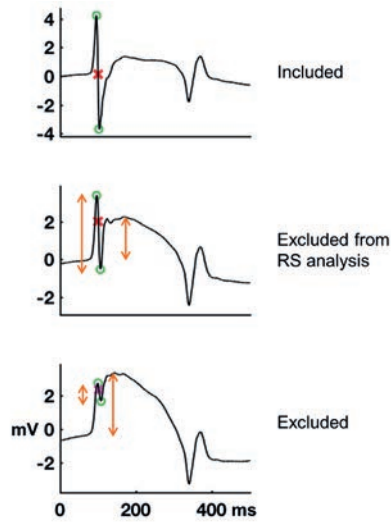 4
2
0
-2
-4
Included
2
0
-2
Excluded from
RS analysis
2
mV 0
-2
Excluded
0 200 400 ms